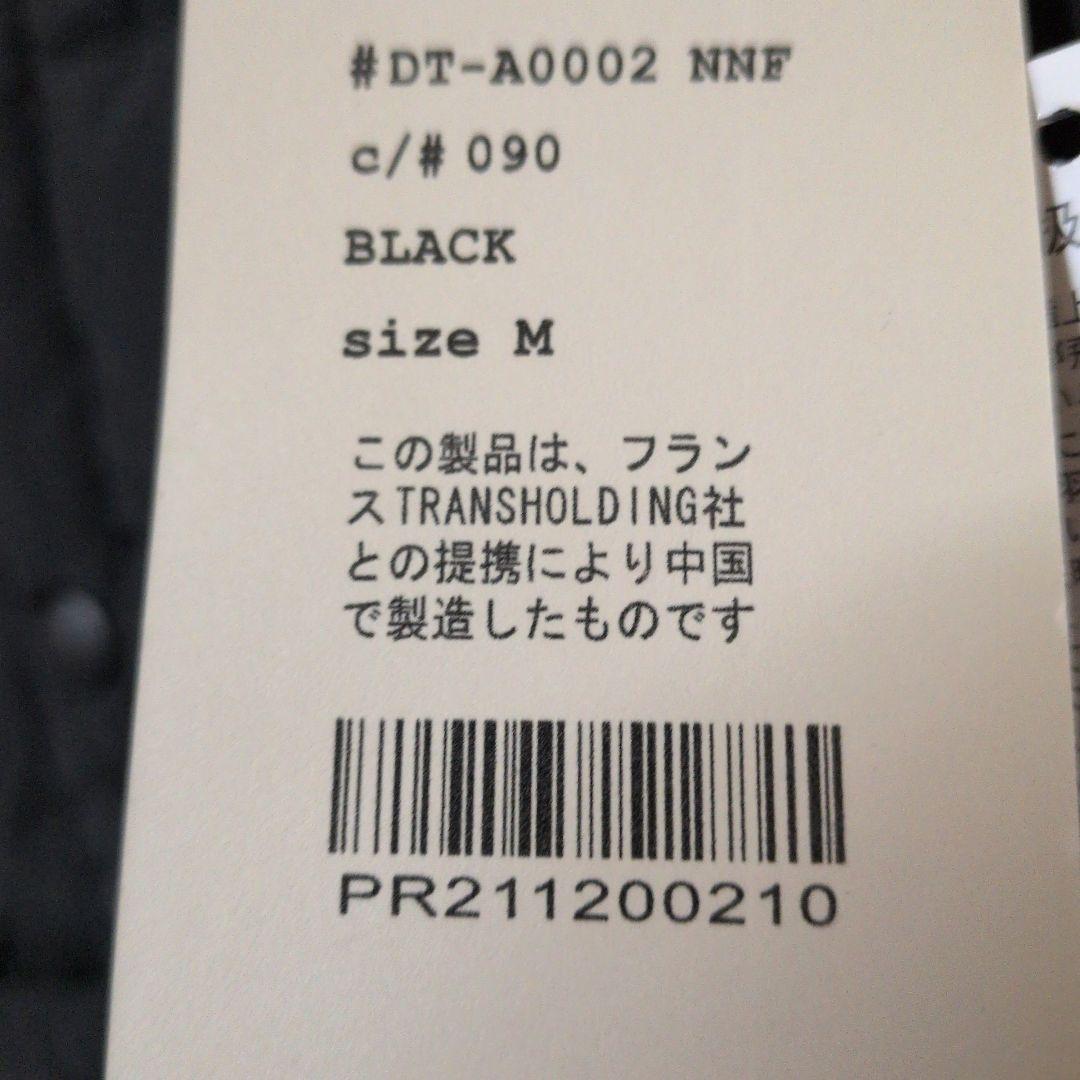 #DT-A0002 NNF
c/# 090
BLACK
size M
この製品は、フラン
スTRANSHOLDING社
との提携により中国
で製造したものです
PR211200210